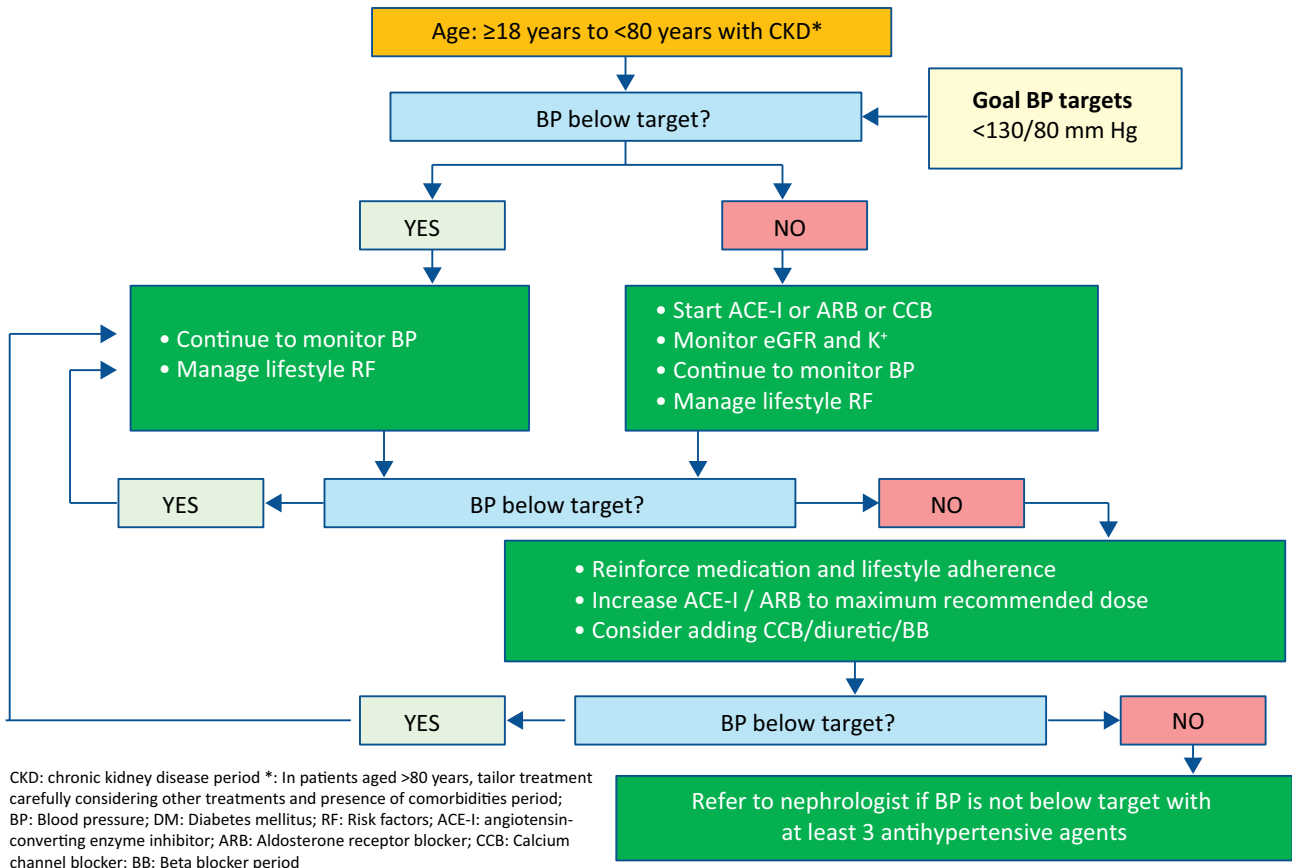 Age: ≥18 years to <80 years with CKD*
BP below target?
Goal BP targets
<130/80 mm Hg
YES
NO
• Continue to monitor BP
• Manage lifestyle RF
• Start ACE-I or ARB or CCB
• Monitor eGFR and K⁺
• Continue to monitor BP
• Manage lifestyle RF
YES
BP below target?
NO
• Reinforce medication and lifestyle adherence
• Increase ACE-I / ARB to maximum recommended dose
• Consider adding CCB/diuretic/BB
YES
BP below target?
NO
CKD: chronic kidney disease period *: In patients aged >80 years, tailor treatment
carefully considering other treatments and presence of comorbidities period;
BP: Blood pressure; DM: Diabetes mellitus; RF: Risk factors; ACE-I: angiotensin-
converting enzyme inhibitor; ARB: Aldosterone receptor blocker; CCB: Calcium
channel blocker; BB: Beta blocker period
Refer to nephrologist if BP is not below target with
at least 3 antihypertensive agents